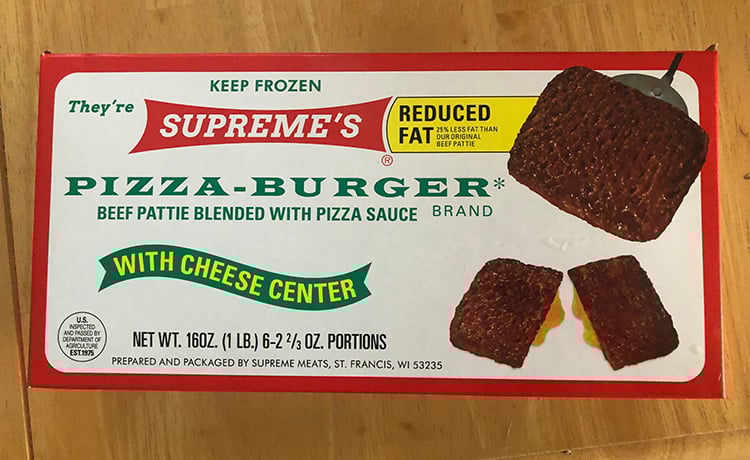 KEEP FROZEN
They're
SUPREME'S
®
REDUCED
FAT
25% LESS FAT THAN
OUR ORIGINAL
BEEF PATTIE
PIZZA-BURGER*
BEEF PATTIE BLENDED WITH PIZZA SAUCE BRAND
WITH CHEESE CENTER
U.S.
INSPECTED
AND PASSED BY
DEPARTMENT OF
AGRICULTURE
EST.1975
NET WT. 16OZ. (1 LB.) 6-2 2/3 OZ. PORTIONS
PREPARED AND PACKAGED BY SUPREME MEATS, ST. FRANCIS, WI 53235